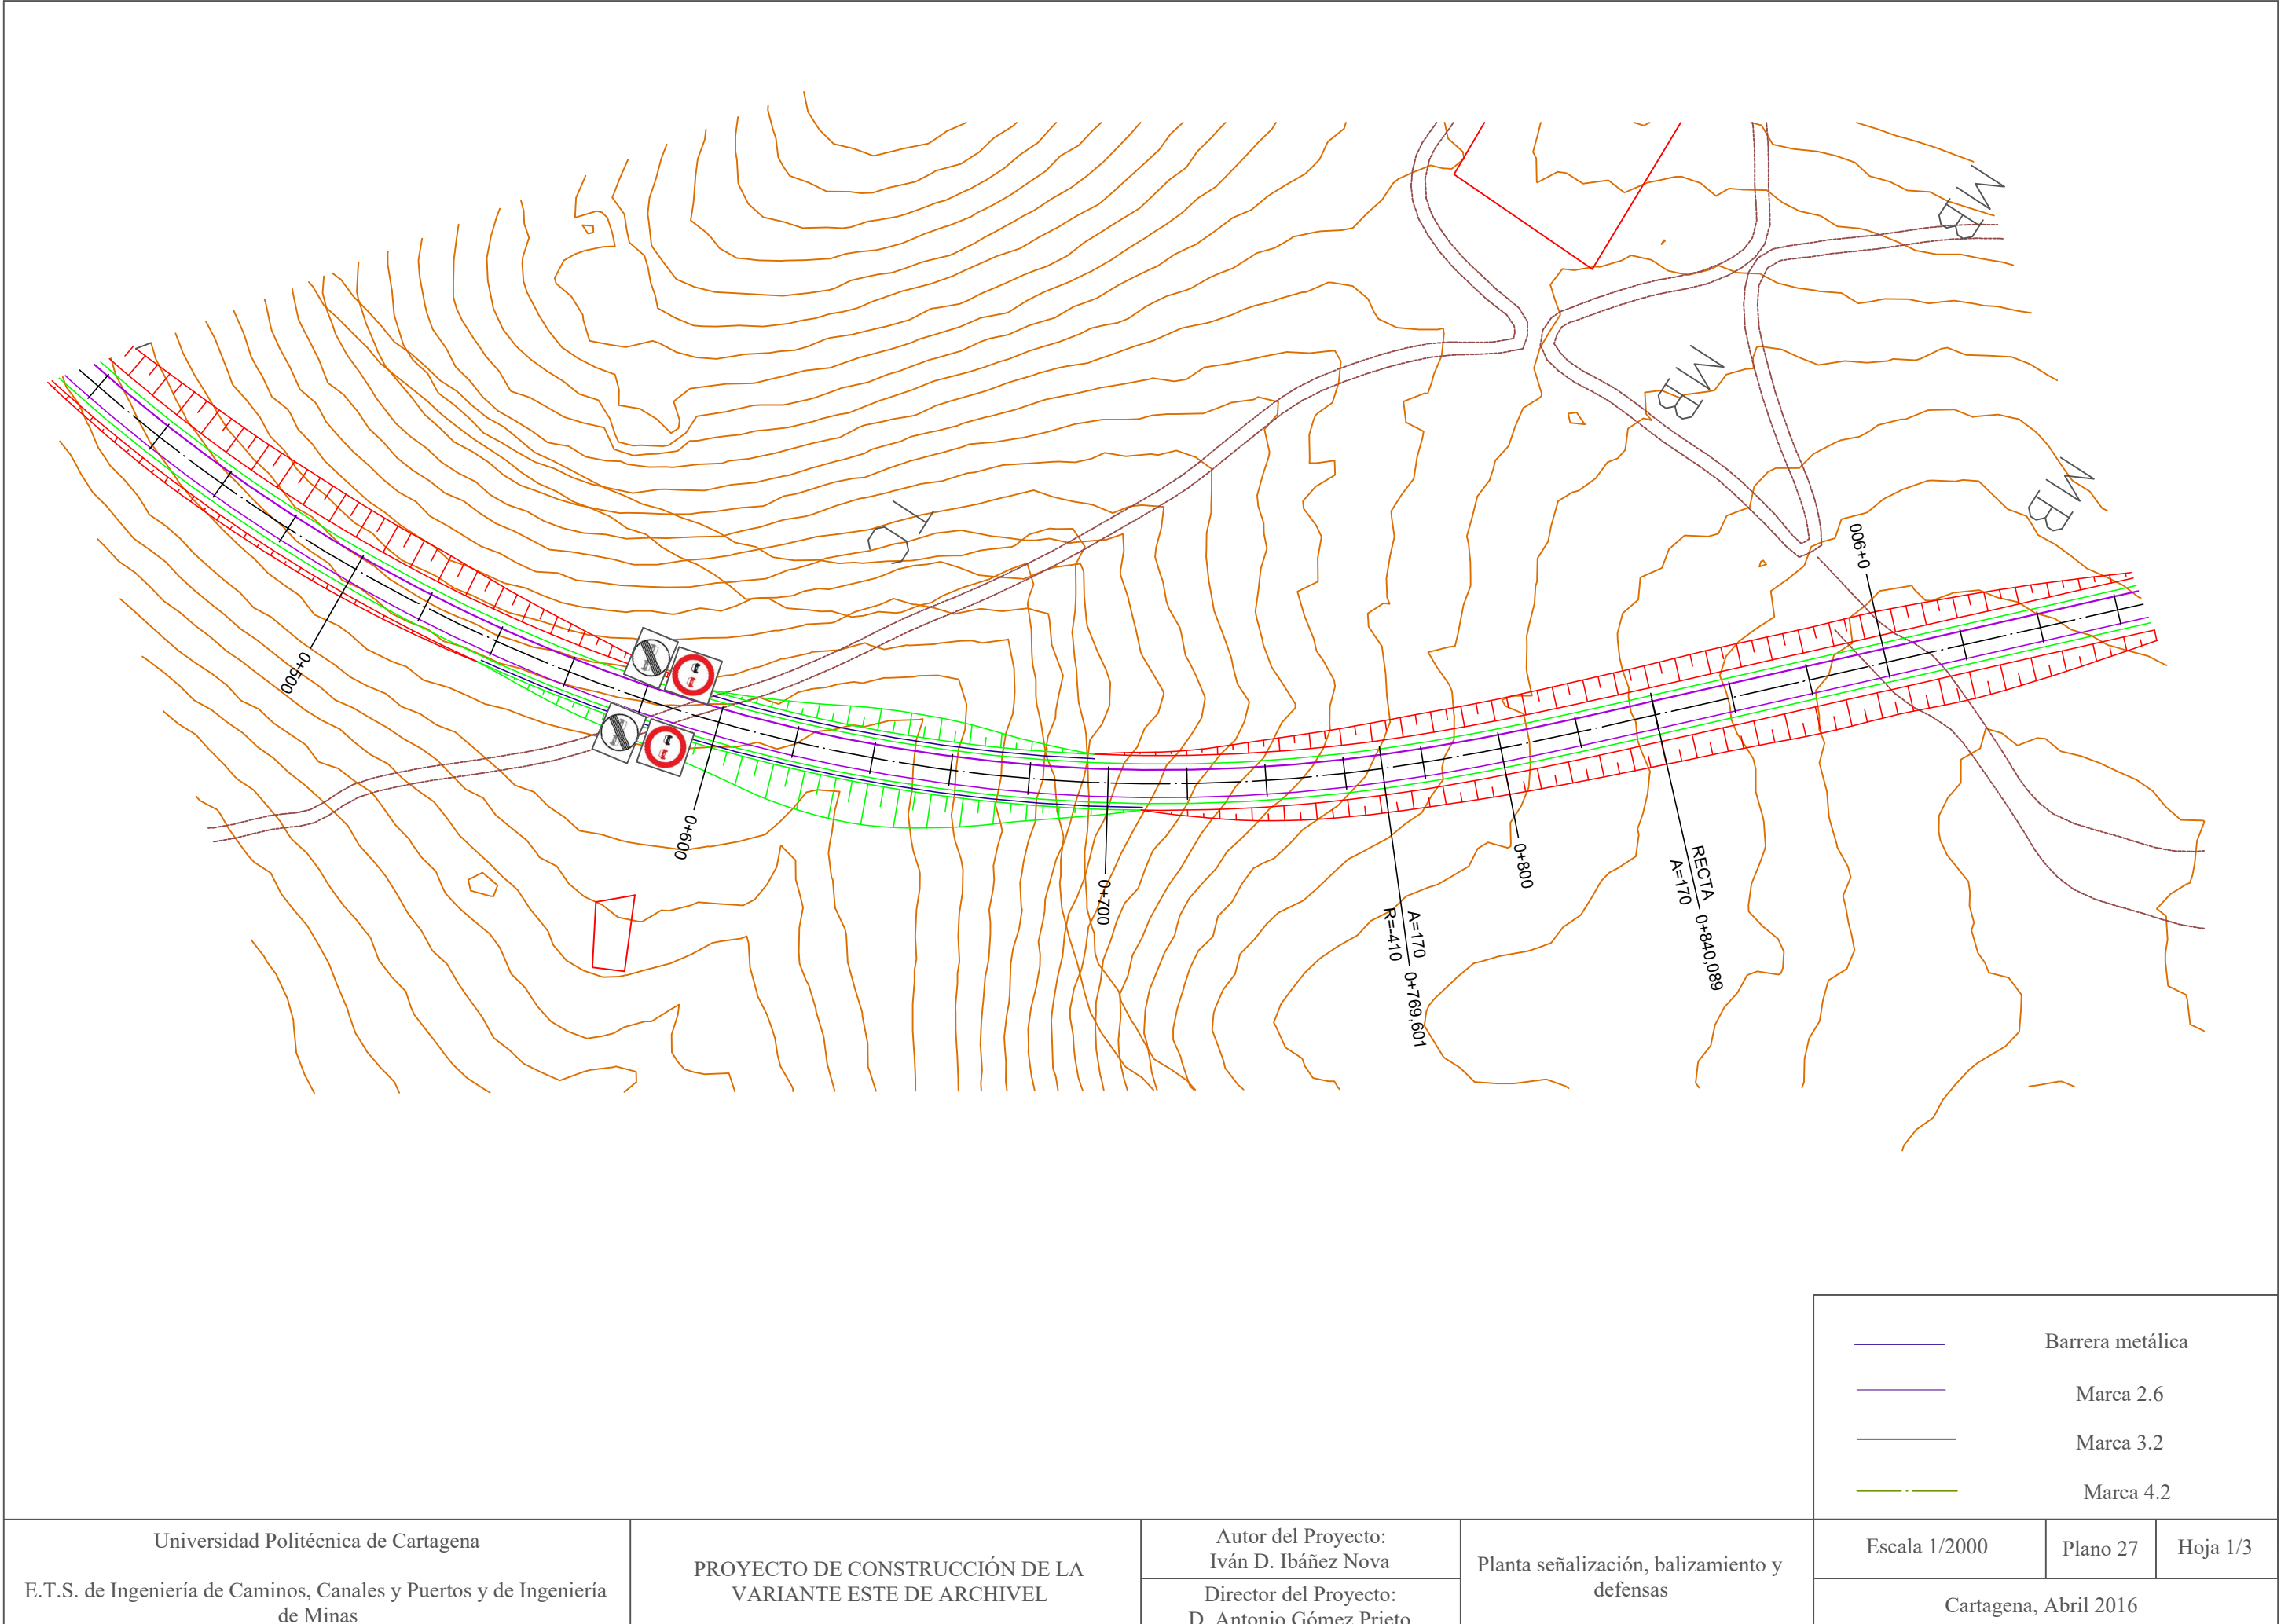 BM
BM
BM
0+900
0+500
0+600
0+700
0+800
A=170
R=-410
0+769,601
RECTA
A=170
0+840,089
Barrera metálica
Marca 2.6
Marca 3.2
Marca 4.2
Universidad Politécnica de Cartagena
E.T.S. de Ingeniería de Caminos, Canales y Puertos y de Ingeniería
de Minas
PROYECTO DE CONSTRUCCIÓN DE LA
VARIANTE ESTE DE ARCHIVEL
Autor del Proyecto:
Iván D. Ibáñez Nova
Director del Proyecto:
D. Antonio Gómez Prieto
Planta señalización, balizamiento y
defensas
Escala 1/2000
Plano 27
Hoja 1/3
Cartagena, Abril 2016